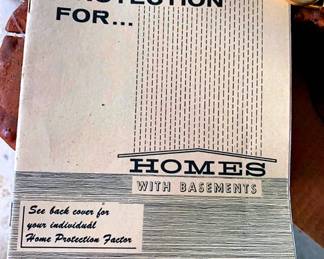 FOR...
HOMES
WITH BASEMENTS
See back cover for
your individual
Home Protection Factor